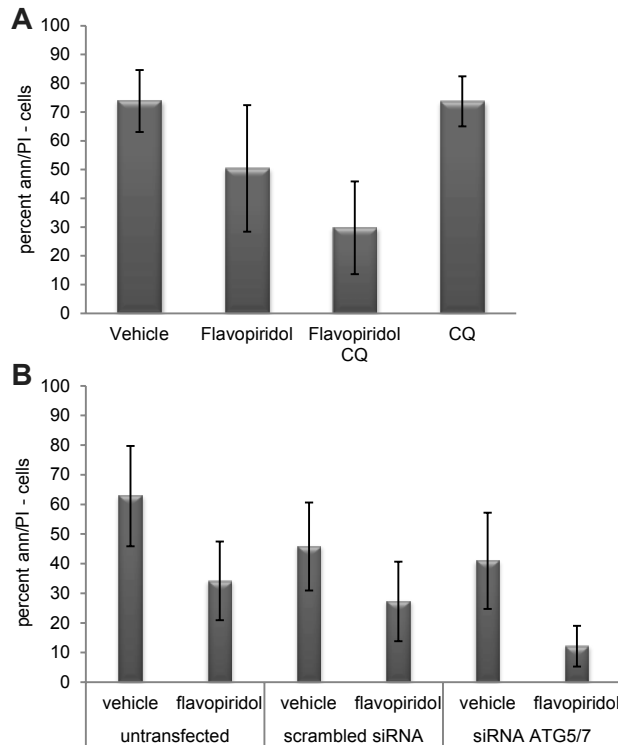 A
100
90
80
70
60
50
40
30
20
10
0
percent ann/PI - cells
Vehicle Flavopiridol Flavopiridol CQ
CQ
B
100
90
80
70
60
50
40
30
20
10
0
percent ann/PI - cells
vehicle flavopiridol vehicle flavopiridol vehicle flavopiridol
untransfected scrambled siRNA siRNA ATG5/7